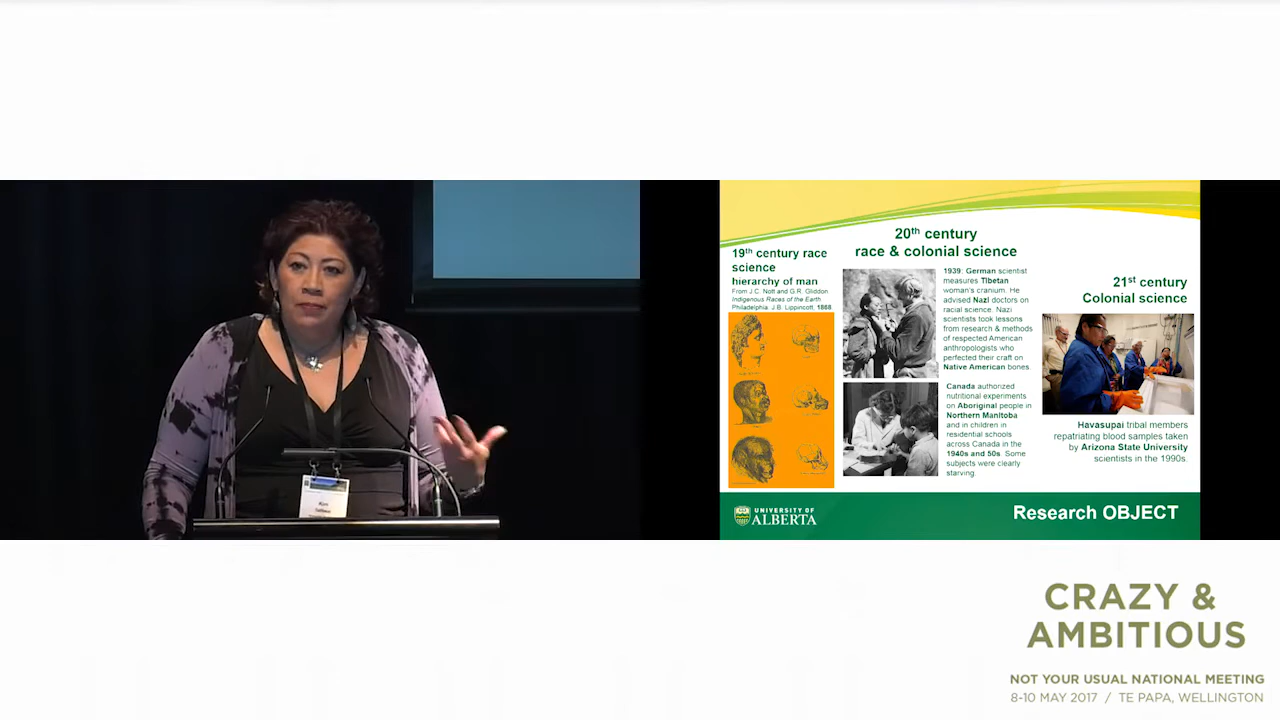 Kim
19th century race
science
hierarchy of man
From J.C. Nott and G.R. Gliddon
Indigenous Races of the Earth
Philadelphia. J.B. Lippincott, 1868
20th century
race & colonial science
1939: German scientist
measures Tibetan
woman's cranium. He
advised Nazi doctors on
racial science. Nazi
scientists took lessons
from research & methods
of respected American
anthropologists who
perfected their craft on
Native American bones.
Canada authorized
nutritional experiments
on Aboriginal people in
Northern Manitoba
and in children in
residential schools
across Canada in the
1940s and 50s. Some
subjects were clearly
starving.
21st century
Colonial science
Havasupai tribal members
repatriating blood samples taken
by Arizona State University
scientists in the 1990s.
UNIVERSITY OF
ALBERTA
Research OBJECT
CRAZY &
AMBITIOUS
NOT YOUR USUAL NATIONAL MEETING
8-10 MAY 2017 / TE PAPA, WELLINGTON